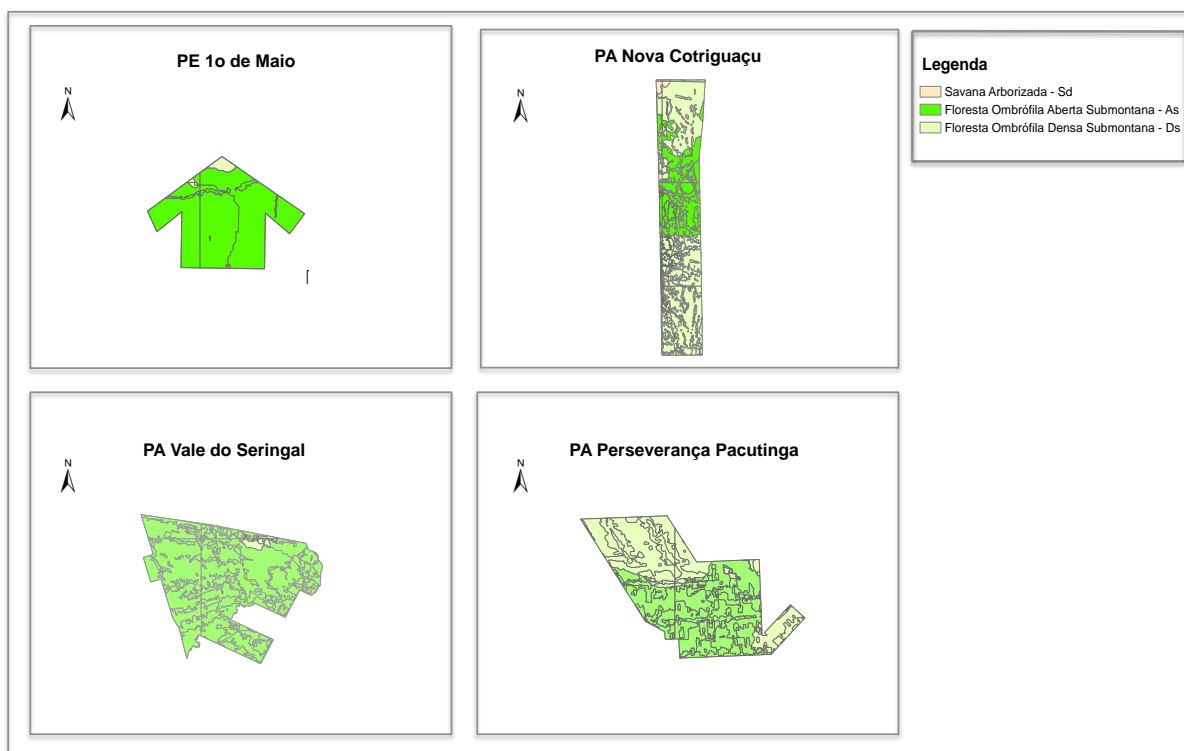 PE 1o de Maio
N
PA Nova Cotriguaçu
N
Legenda
Savana Arborizada - Sd
Floresta Ombrófila Aberta Submontana - As
Floresta Ombrófila Densa Submontana - Ds
PA Vale do Seringal
N
PA Perseverança Pacutinga
N